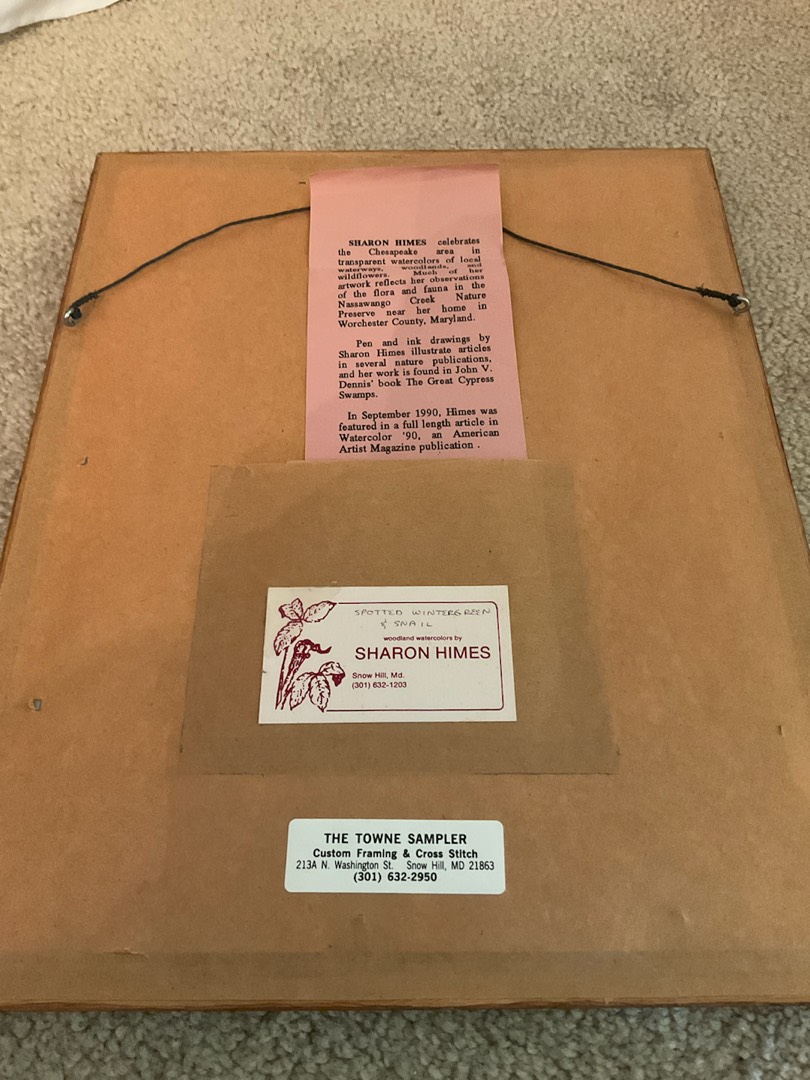 SHARON HIMES celebrates
the Chesapeake area in
transparent watercolors of local
waterways, woodlands, and
wildflowers. Much of her
artwork reflects her observations
of the flora and fauna in the
Nassawango Creek Nature
Preserve near her home in
Worchester County, Maryland.
Pen and ink drawings by
Sharon Himes illustrate articles
in several nature publications,
and her work is found in John V.
Dennis' book The Great Cypress
Swamps.
In September 1990, Himes was
featured in a full length article in
Watercolor '90, an American
Artist Magazine publication .
SPOTTED WINTERGREEN
& SNAIL
woodland watercolors by
SHARON HIMES
Snow Hill, Md.
(301) 632-1203
THE TOWNE SAMPLER
Custom Framing & Cross Stitch
213A N. Washington St. Snow Hill, MD 21863
(301) 632-2950